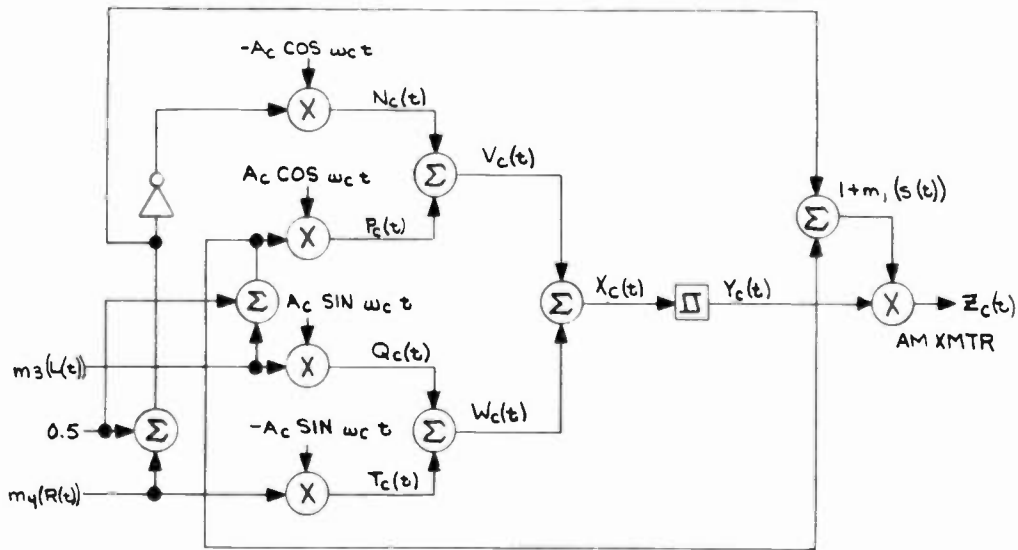 -Ac COS ωc t
X
Nc(t)
Σ
Vc(t)
Ac COS ωc t
X
Pc(t)
Σ
1+m, (s(t))
Σ
Ac SIN ωc t
Σ
Xc(t)
Yc(t)
X
Zc(t)
AM XMTR
m3(L(t))
X
Qc(t)
0.5
Σ
Σ
Wc(t)
-Ac SIN ωc t
m4(R(t))
X
Tc(t)